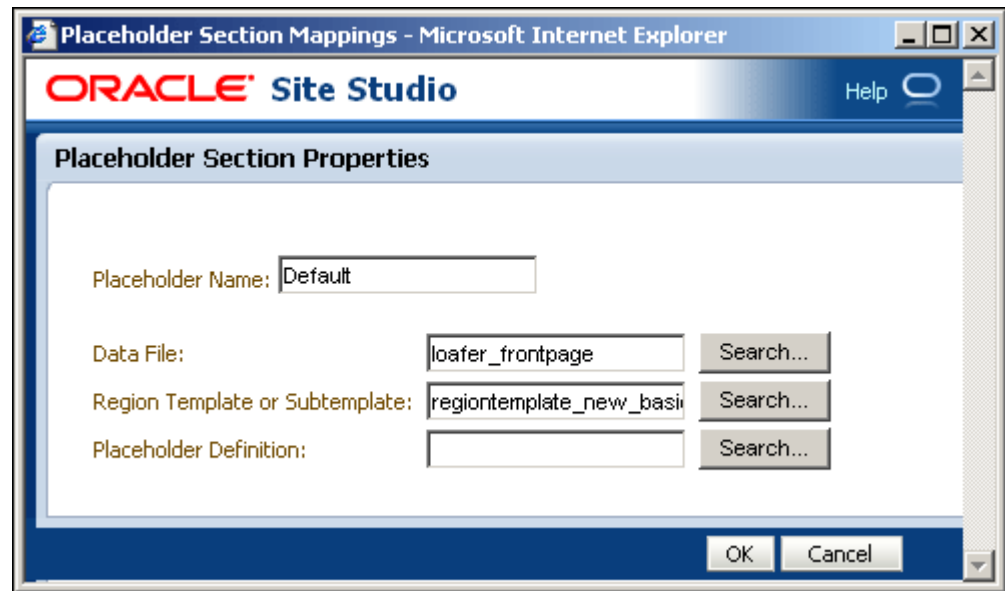 Placeholder Section Mappings - Microsoft Internet Explorer
ORACLE Site Studio
Help
Placeholder Section Properties
Placeholder Name: Default
Data File: loafer_frontpage Search...
Region Template or Subtemplate: regiontemplate_new_basic Search...
Placeholder Definition: Search...
OK Cancel